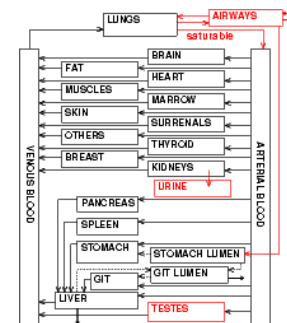 LUNGS
AIRWAYS
saturable
BRAIN
FAT
HEART
MUSCLES
MARROW
SKIN
SURRENALS
OTHERS
THYROID
BREAST
KIDNEYS
URINE
VENOUS BLOOD
ARTERIAL BLOOD
PANCREAS
SPLEEN
STOMACH
STOMACH LUMEN
GIT LUMEN
GIT
LIVER
TESTES